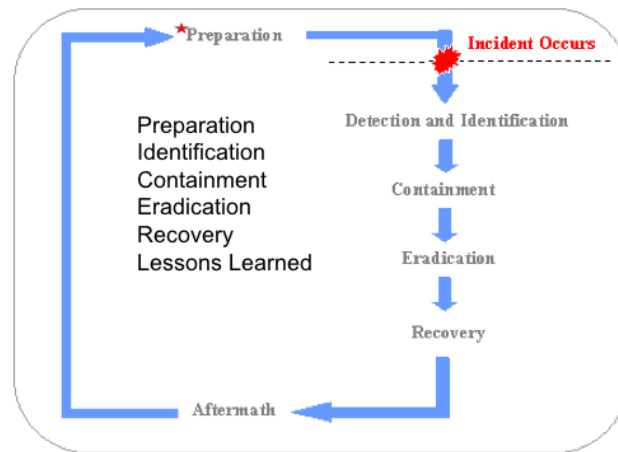 Preparation
Incident Occurs
Detection and Identification
Preparation
Identification
Containment
Eradication
Recovery
Lessons Learned
Containment
Eradication
Recovery
Aftermath